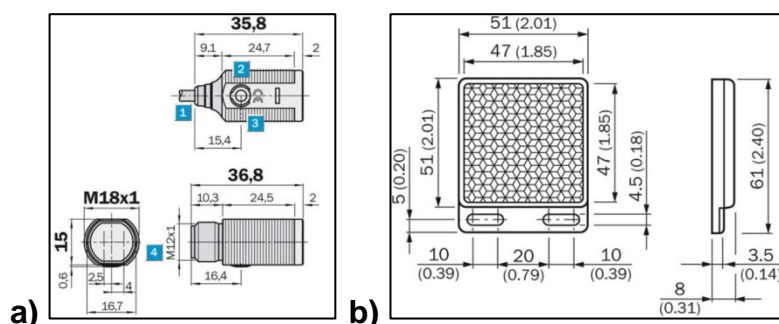 35,8
9,1 24,7 2
2
CE
1
3
15,4
36,8
M18x1
10,3 24,5 2
15
M12x1
4
0,6
2,5 4
16,4
16,7
a)
51 (2.01)
47 (1.85)
51 (2.01)
47 (1.85)
4.5 (0.18)
61 (2.40)
5 (0.20)
10 20 10
(0.39) (0.79) (0.39)
3.5
(0.14)
8
(0.31)
b)